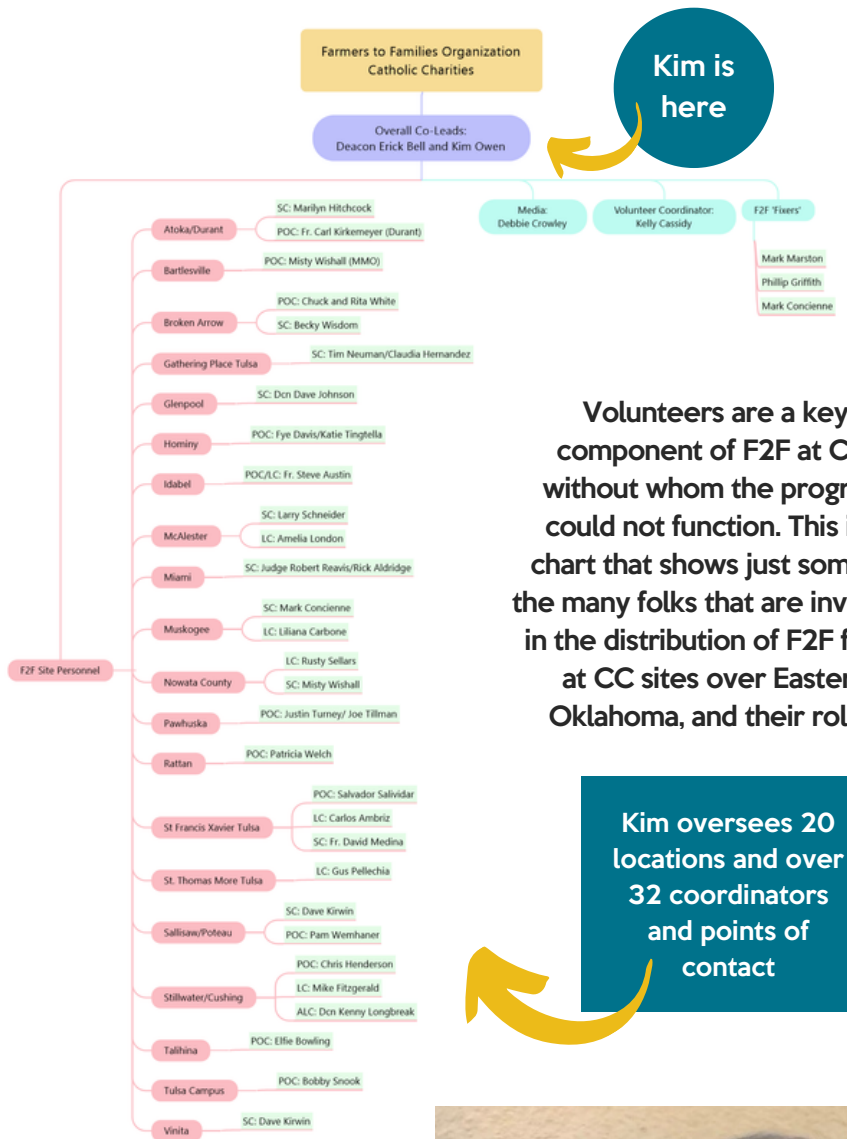 Farmers to Families Organization
Catholic Charities
Kim is
here
Overall Co-Leads:
Deacon Erick Bell and Kim Owen
Media:
Debbie Crowley
Volunteer Coordinator:
Kelly Cassidy
F2F 'Fixers'
Mark Marston
Phillip Griffith
Mark Concienne
F2F Site Personnel
Atoka/Durant
SC: Marilyn Hitchcock
POC: Fr. Carl Kirkemeyer (Durant)
Bartlesville
POC: Misty Wishall (MMO)
Broken Arrow
POC: Chuck and Rita White
SC: Becky Wisdom
Gathering Place Tulsa
SC: Tim Neuman/Claudia Hernandez
Glenpool
SC: Dcn Dave Johnson
Hominy
POC: Fye Davis/Katie Tingtella
Idabel
POC/LC: Fr. Steve Austin
McAlester
SC: Larry Schneider
LC: Amelia London
Miami
SC: Judge Robert Reavis/Rick Aldridge
Muskogee
SC: Mark Concienne
LC: Liliana Carbone
Nowata County
LC: Rusty Sellars
SC: Misty Wishall
Pawhuska
POC: Justin Turney/ Joe Tillman
Rattan
POC: Patricia Welch
St Francis Xavier Tulsa
POC: Salvador Salividar
LC: Carlos Ambriz
SC: Fr. David Medina
St. Thomas More Tulsa
LC: Gus Pellechia
Sallisaw/Poteau
SC: Dave Kirwin
POC: Pam Wernhaner
Stillwater/Cushing
POC: Chris Henderson
LC: Mike Fitzgerald
ALC: Dcn Kenny Longbreak
Talihina
POC: Elfie Bowling
Tulsa Campus
POC: Bobby Snook
Vinita
SC: Dave Kirwin
Volunteers are a key
component of F2F at C
without whom the progr
could not function. This i
chart that shows just som
the many folks that are inv
in the distribution of F2F f
at CC sites over Easter
Oklahoma, and their rol
Kim oversees 20
locations and over
32 coordinators
and points of
contact